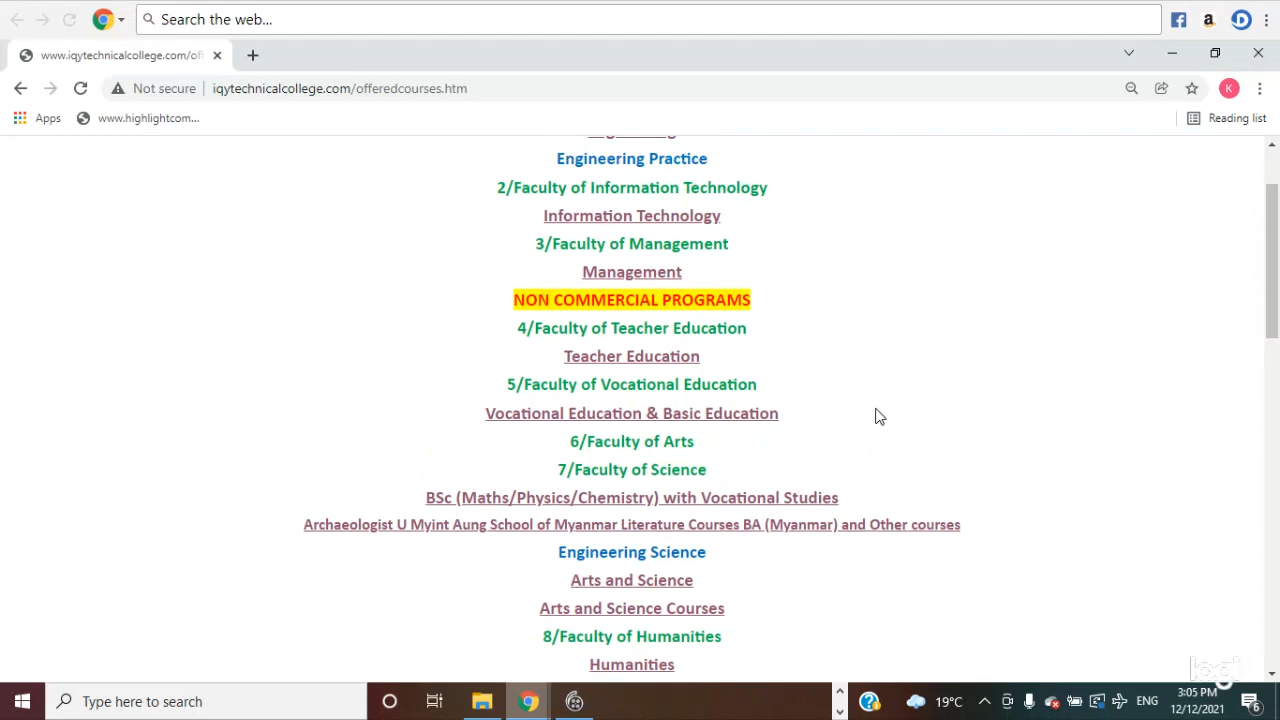 Search the web...
www.iqytechnicalcollege.com/off
Not secure
iqytechnicalcollege.com/offeredcourses.htm
K
Apps
www.highlightcom...
Reading list
Engineering Practice
2/Faculty of Information Technology
Information Technology
3/Faculty of Management
Management
NON COMMERCIAL PROGRAMS
4/Faculty of Teacher Education
Teacher Education
5/Faculty of Vocational Education
Vocational Education & Basic Education
6/Faculty of Arts
7/Faculty of Science
BSc (Maths/Physics/Chemistry) with Vocational Studies
Archaeologist U Myint Aung School of Myanmar Literature Courses BA (Myanmar) and Other courses
Engineering Science
Arts and Science
Arts and Science Courses
8/Faculty of Humanities
Humanities
logi
Type here to search
19°C
ENG
3:05 PM
12/12/2021
6